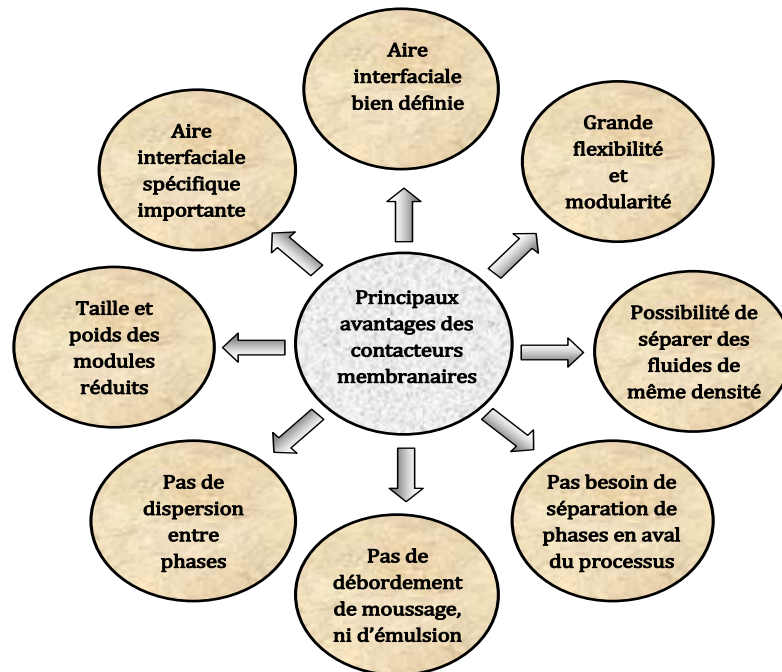 Principaux
avantages des
contacteurs
membranaires
Aire
interfaciale
bien définie
Grande
flexibilité
et
modularité
Possibilité de
séparer des
fluides de
même densité
Pas besoin de
séparation de
phases en aval
du processus
Pas de
débordement
de moussage,
ni d'émulsion
Pas de
dispersion
entre
phases
Taille et
poids des
modules
réduits
Aire
interfaciale
spécifique
importante